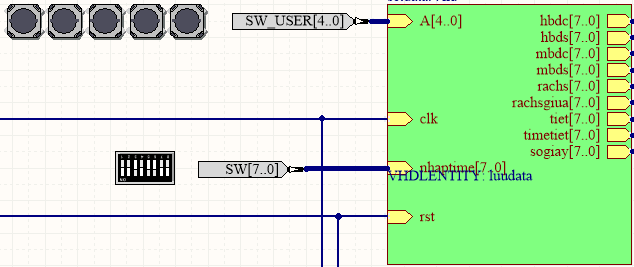 SW_USER[4..0]
A[4..0]
hbdc[7..0]
hbds[7..0]
mbdc[7..0]
mbds[7..0]
rachs[7..0]
rachsgiua[7..0]
clk
tiet[7..0]
timetiet[7..0]
sogiay[7..0]
SW[7..0]
nhaptime[7..0]
VHDLENTITY: luudata
rst